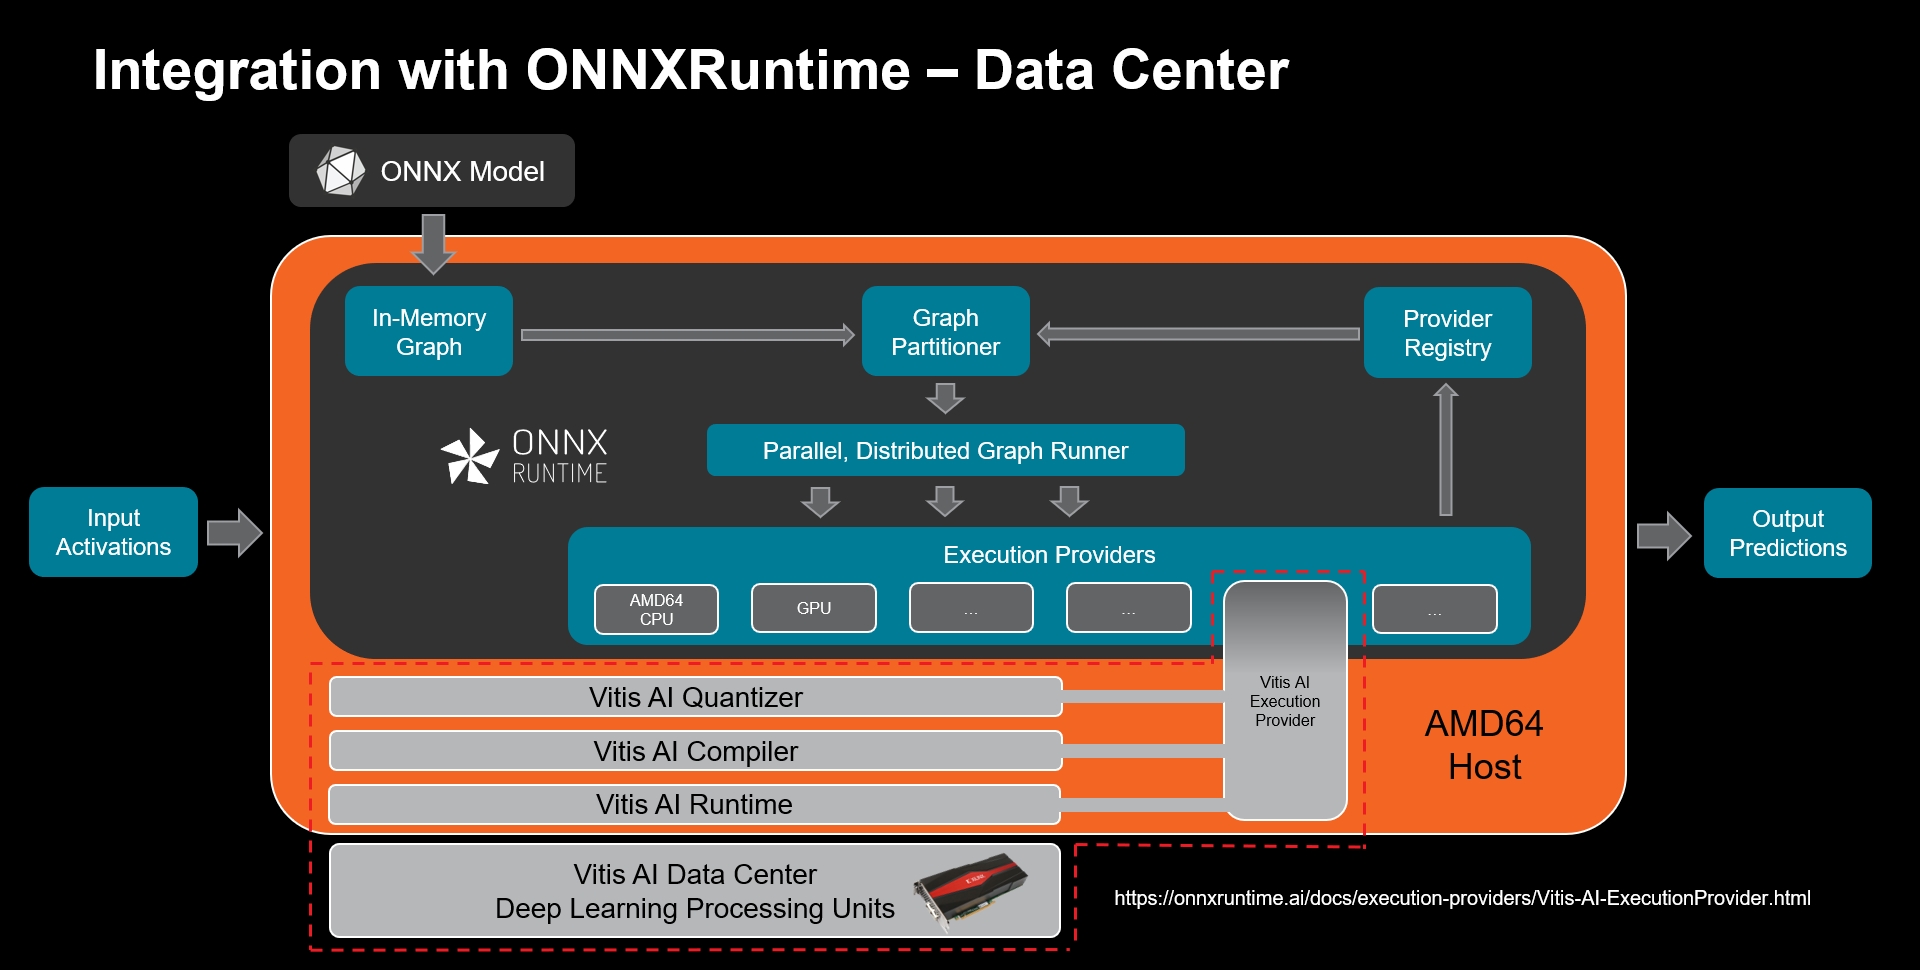 Integration with ONNXRuntime – Data Center
ONNX Model
In-Memory
Graph
Graph
Partitioner
Provider
Registry
ONNX
RUNTIME
Parallel, Distributed Graph Runner
Input
Activations
Output
Predictions
Execution Providers
AMD64
CPU
GPU
...
...
...
Vitis AI
Execution
Provider
Vitis AI Quantizer
Vitis AI Compiler
Vitis AI Runtime
AMD64
Host
Vitis AI Data Center
Deep Learning Processing Units
XILINX
https://onnxruntime.ai/docs/execution-providers/Vitis-AI-ExecutionProvider.html